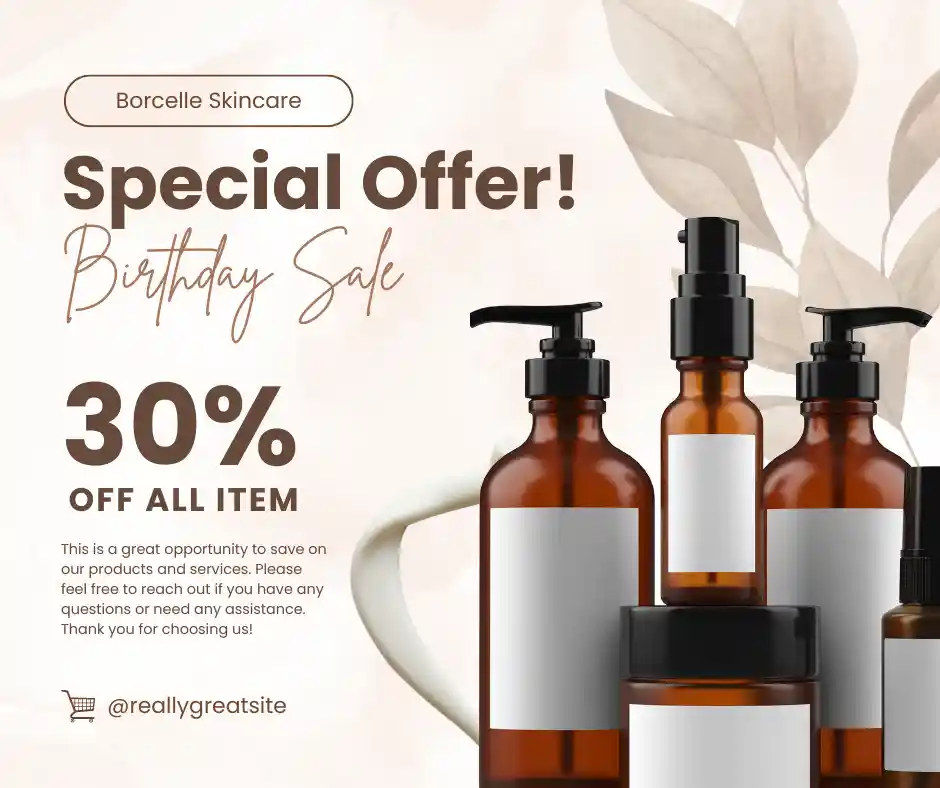 Borcelle Skincare
Special Offer!
Birthday Sale
30%
OFF ALL ITEM
This is a great opportunity to save on
our products and services. Please
feel free to reach out if you have any
questions or need any assistance.
Thank you for choosing us!
@reallygreatsite